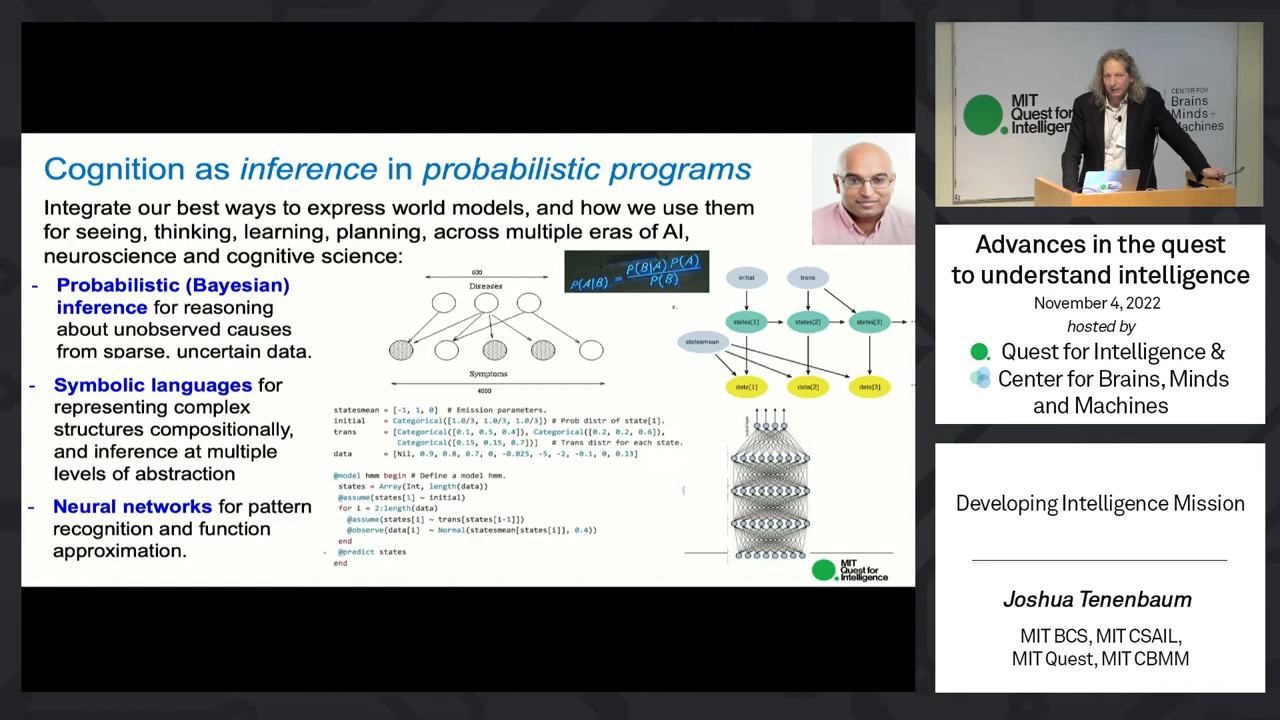 Cognition as inference in probabilistic programs
Integrate our best ways to express world models, and how we use them
for seeing, thinking, learning, planning, across multiple eras of AI,
neuroscience and cognitive science:
- Probabilistic (Bayesian)
inference for reasoning
about unobserved causes
from sparse, uncertain data.
- Symbolic languages for
representing complex
structures compositionally,
and inference at multiple
levels of abstraction
- Neural networks for pattern
recognition and function
approximation.
600
Diseases
Symptoms
4000
P(A|B) = P(B|A) P(A)
P(B)
initial
trans
states[1]
states[2]
states[3]
statesmean
data[1]
data[2]
data[3]
statesmean = [-1, 1, 0] # Emission parameters.
initial = Categorical([1.0/3, 1.0/3, 1.0/3]) # Prob distr of state[1].
trans = [Categorical([0.1, 0.5, 0.4]), Categorical([0.2, 0.2, 0.6]),
Categorical([0.15, 0.15, 0.7])] # Trans distr for each state.
data = [Nil, 0.9, 0.8, 0.7, 0, -0.025, -5, -2, -0.1, 0, 0.13]
@model hmm begin # Define a model hmm.
states = Array(Int, length(data))
@assume(states[1] ~ initial)
for i = 2:length(data)
@assume(states[i] ~ trans[states[i-1]])
@observe(data[i] ~ Normal(statesmean[states[i]], 0.4))
end
@predict states
end
MIT
Quest for
Intelligence
MIT
Quest for
Intelligen
CENTER FOR
Brains
Minds+
achines
Advances in the quest
to understand intelligence
November 4, 2022
hosted by
Quest for Intelligence &
Center for Brains, Minds
and Machines
Developing Intelligence Mission
Joshua Tenenbaum
MIT BCS, MIT CSAIL,
MIT Quest, MIT CBMM